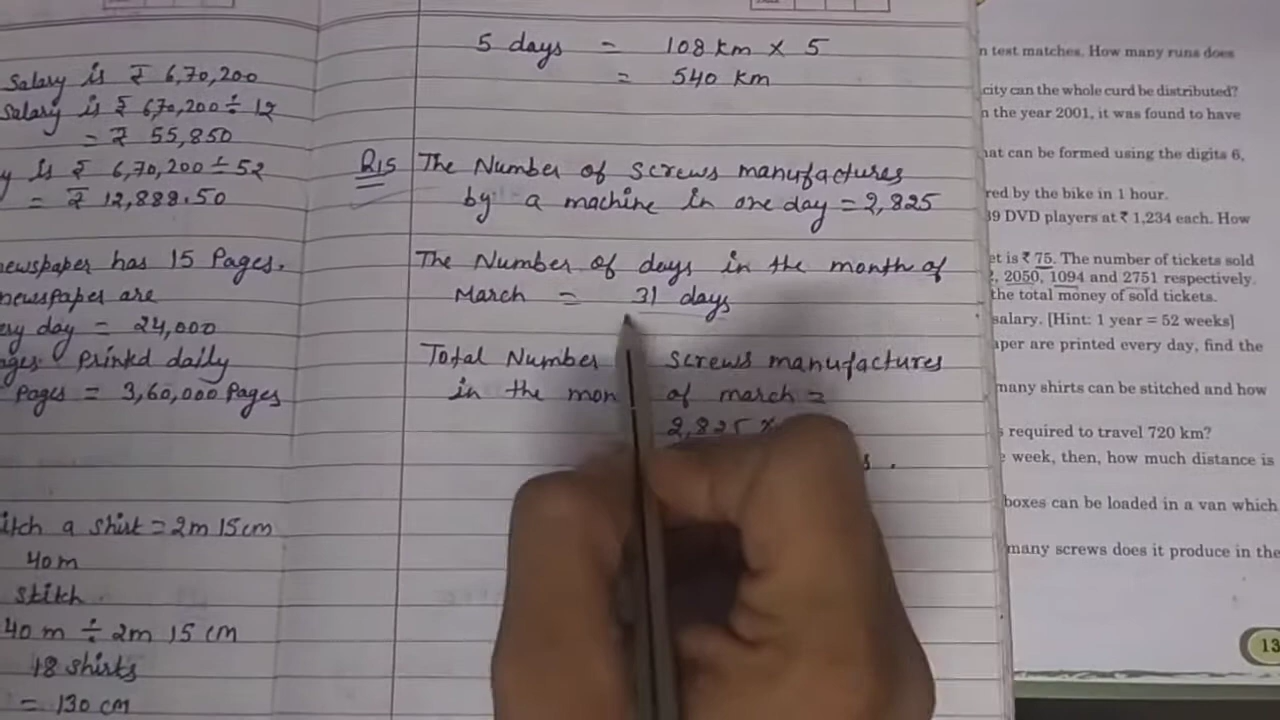 Salary is ₹ 6,70,200
Salary is ₹ 670,200 ÷ 12
= ₹ 55,850
y is ₹ 6,70,200 ÷ 52
= ₹ 12,888.50
newspaper has 15 Pages.
newspaper are
ery day = 24,000
ges Printed daily
Pages = 3,60,000 Pages
itch a Shirt = 2m 15cm
40m
Stitch
40 m ÷ 2m 15 cm
18 Shirts
= 130 cm
5 days = 108 km × 5
= 540 km
Q15 The Number of Screws manufactures
by a machine in one day = 2,825
The Number of days in the month of
March = 31 days
Total Number screws manufactures
in the mon of march =
2,825 ×
s.
n test matches. How many runs does
city can the whole curd be distributed?
n the year 2001, it was found to have
hat can be formed using the digits 6,
red by the bike in 1 hour.
39 DVD players at ₹ 1,234 each. How
et is ₹ 75. The number of tickets sold
, 2050, 1094 and 2751 respectively.
the total money of sold tickets.
salary. [Hint: 1 year = 52 weeks]
aper are printed every day, find the
many shirts can be stitched and how
s required to travel 720 km?
e week, then, how much distance is
boxes can be loaded in a van which
many screws does it produce in the
13